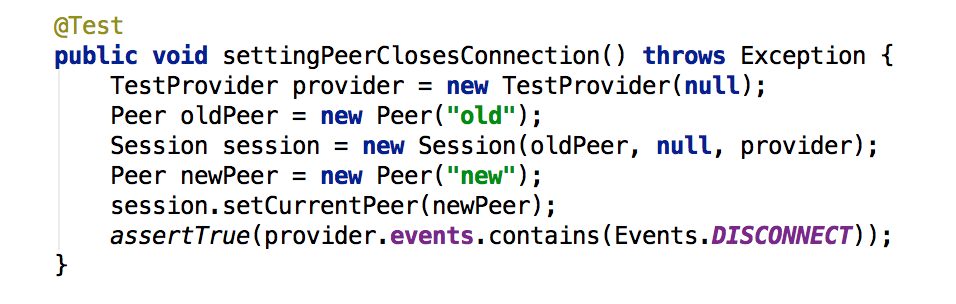 @Test
public void settingPeerClosesConnection() throws Exception {
TestProvider provider = new TestProvider(null);
Peer oldPeer = new Peer("old");
Session session = new Session(oldPeer, null, provider);
Peer newPeer = new Peer("new");
session.setCurrentPeer(newPeer);
assertTrue(provider.events.contains(Events.DISCONNECT));
}